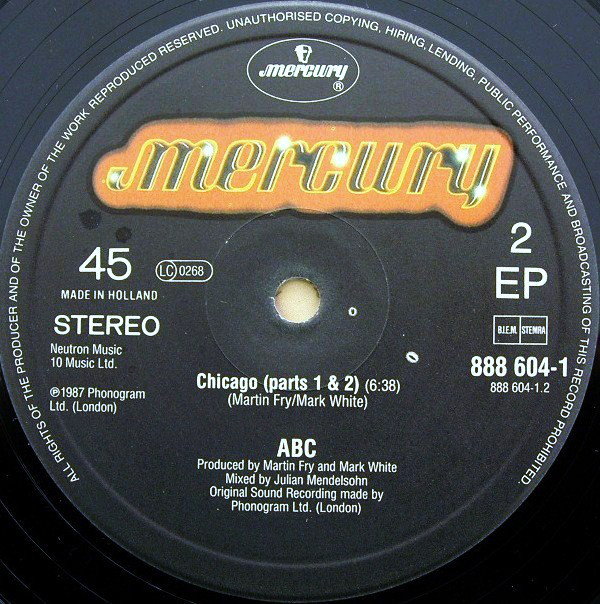 ALL RIGHTS OF THE PRODUCER AND OF THE OWNER OF THE WORK REPRODUCED RESERVED. UNAUTHORISED COPYING, HIRING, LENDING, PUBLIC PERFORMANCE AND BROADCASTING OF THIS RECORD PROHIBITED.
mercury
®
mercury
45
LC 0268
MADE IN HOLLAND
STEREO
Neutron Music
10 Music Ltd.
℗1987 Phonogram
Ltd. (London)
2
EP
B.I.E.M. STEMRA
888 604-1
888 604-1.2
Chicago (parts 1 & 2) (6:38)
(Martin Fry/Mark White)
ABC
Produced by Martin Fry and Mark White
Mixed by Julian Mendelsohn
Original Sound Recording made by
Phonogram Ltd. (London)